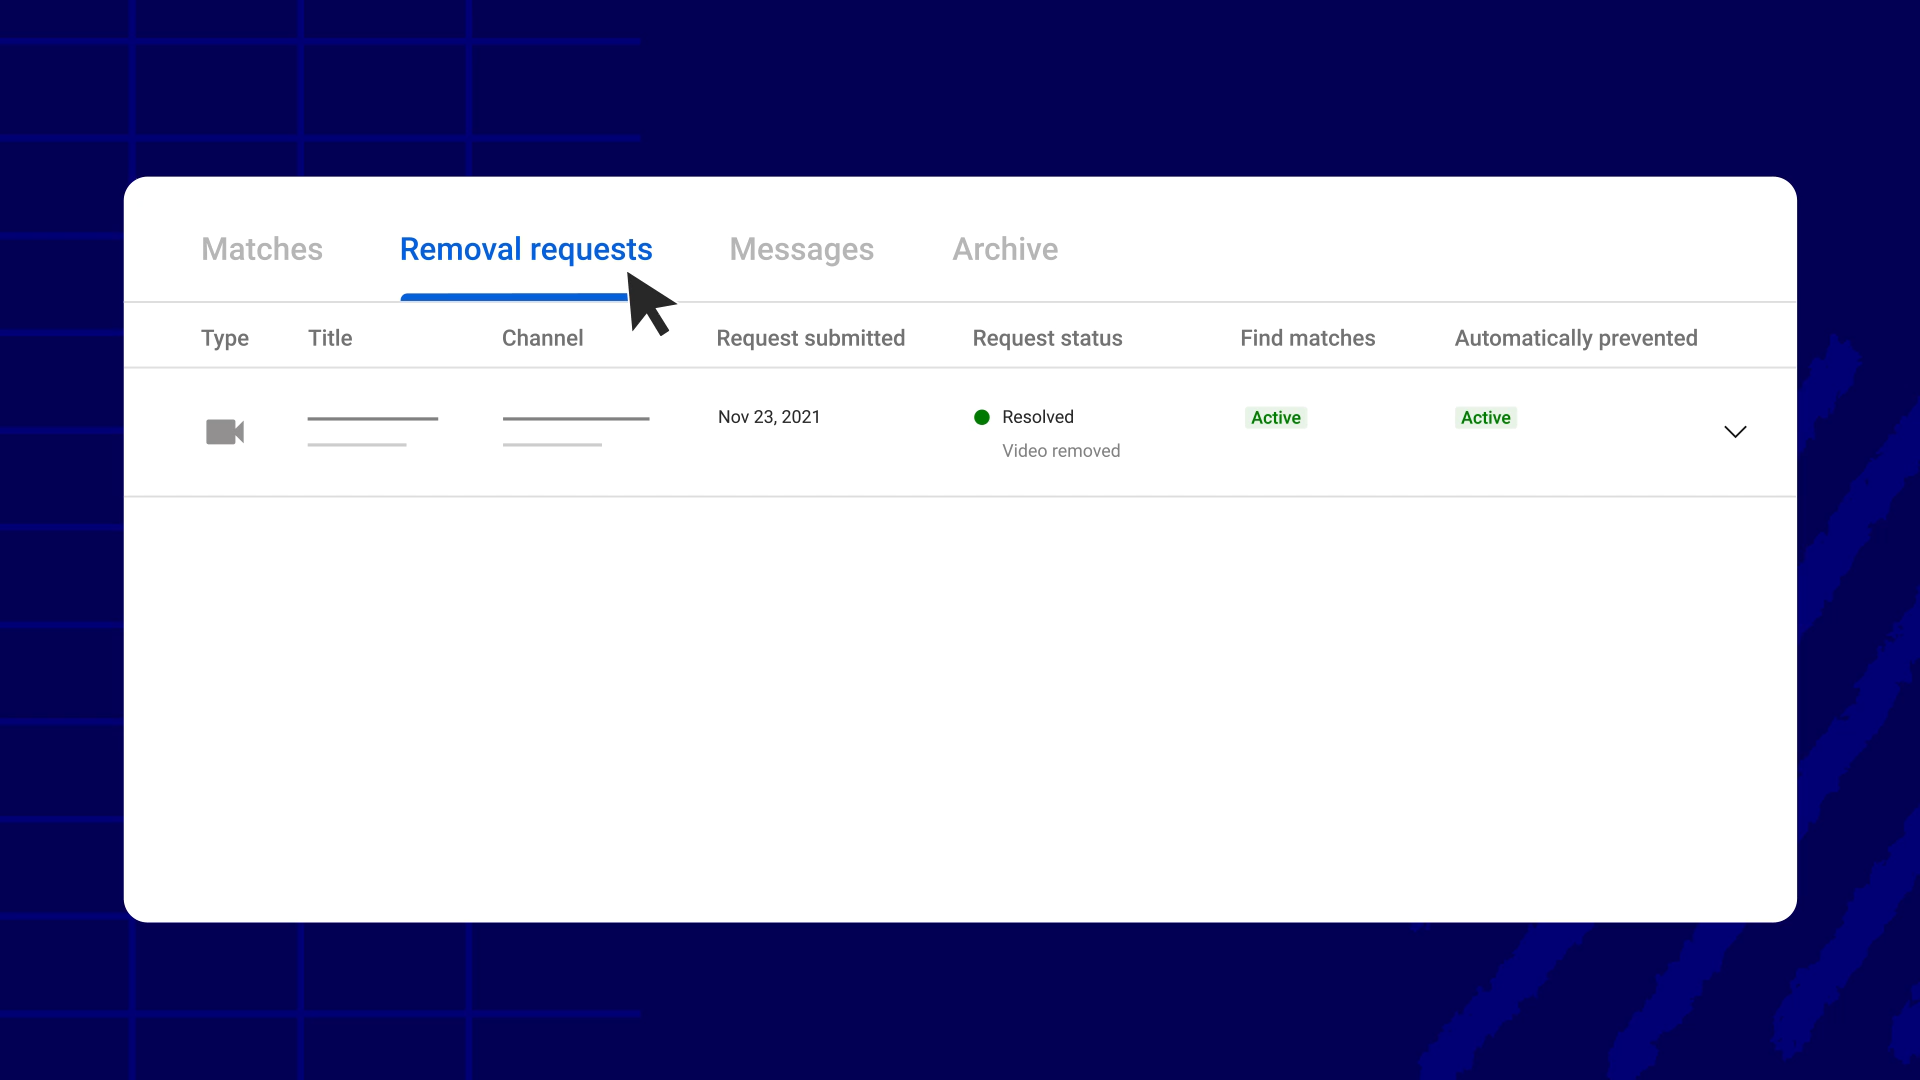 Matches Removal requests Messages Archive
Type Title Channel Request submitted Request status Find matches Automatically prevented
Nov 23, 2021 Resolved Active Active
Video removed